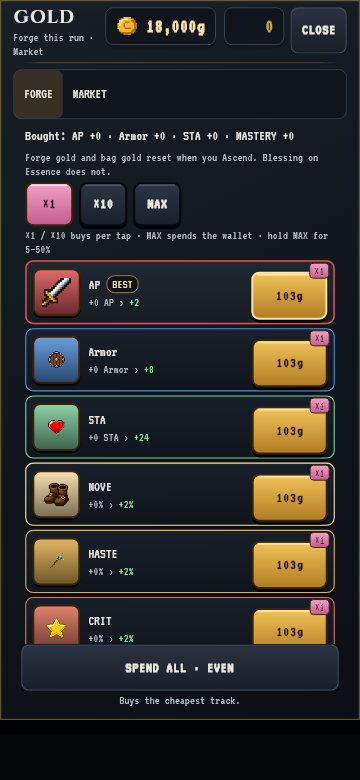 GOLD
Forge this run ·
Market
18,000g
0
CLOSE
FORGE
MARKET
Bought: AP +0 · Armor +0 · STA +0 · MASTERY +0
Forge gold and bag gold reset when you Ascend. Blessing on
Essence does not.
X1
X10
MAX
X1 / X10 buys per tap · MAX spends the wallet · hold MAX for
5–50%
AP BEST
+0 AP › +2
X1
103g
Armor
+0 Armor › +8
X1
103g
STA
+0 STA › +24
X1
103g
MOVE
+0% › +2%
X1
103g
HASTE
+0% › +2%
X1
103g
CRIT
+0% › +2%
X1
103g
SPEND ALL · EVEN
Buys the cheapest track.